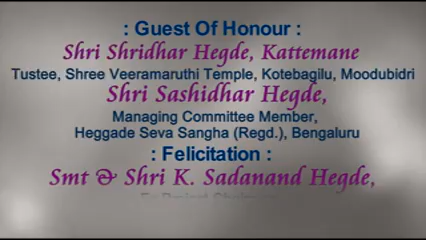 : Guest Of Honour :
Shri Shridhar Hegde, Kattemane
Tustee, Shree Veeramaruthi Temple, Kotebagilu, Moodubidri
Shri Sashidhar Hegde,
Managing Committee Member,
Heggade Seva Sangha (Regd.), Bengaluru
: Felicitation :
Smt & Shri K. Sadanand Hegde,